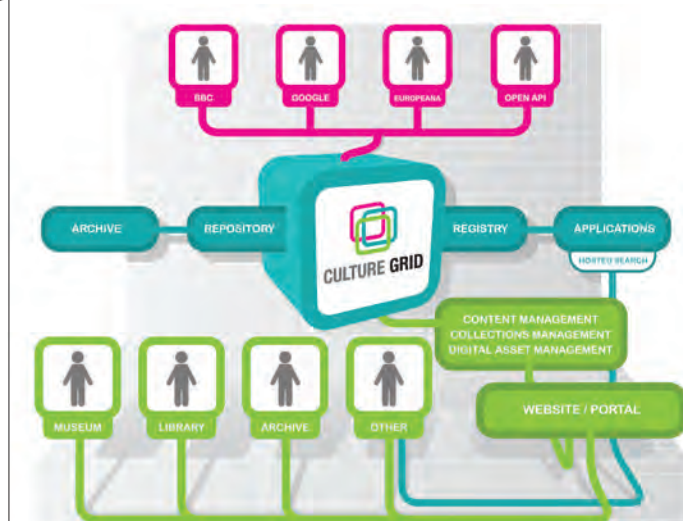 BBC
GOOGLE
EUROPEANA
OPEN API
ARCHIVE
REPOSITORY
CULTURE GRID
REGISTRY
APPLICATIONS
HOSTED SEARCH
CONTENT MANAGEMENT
COLLECTIONS MANAGEMENT
DIGITAL ASSET MANAGEMENT
MUSEUM
LIBRARY
ARCHIVE
OTHER
WEBSITE / PORTAL